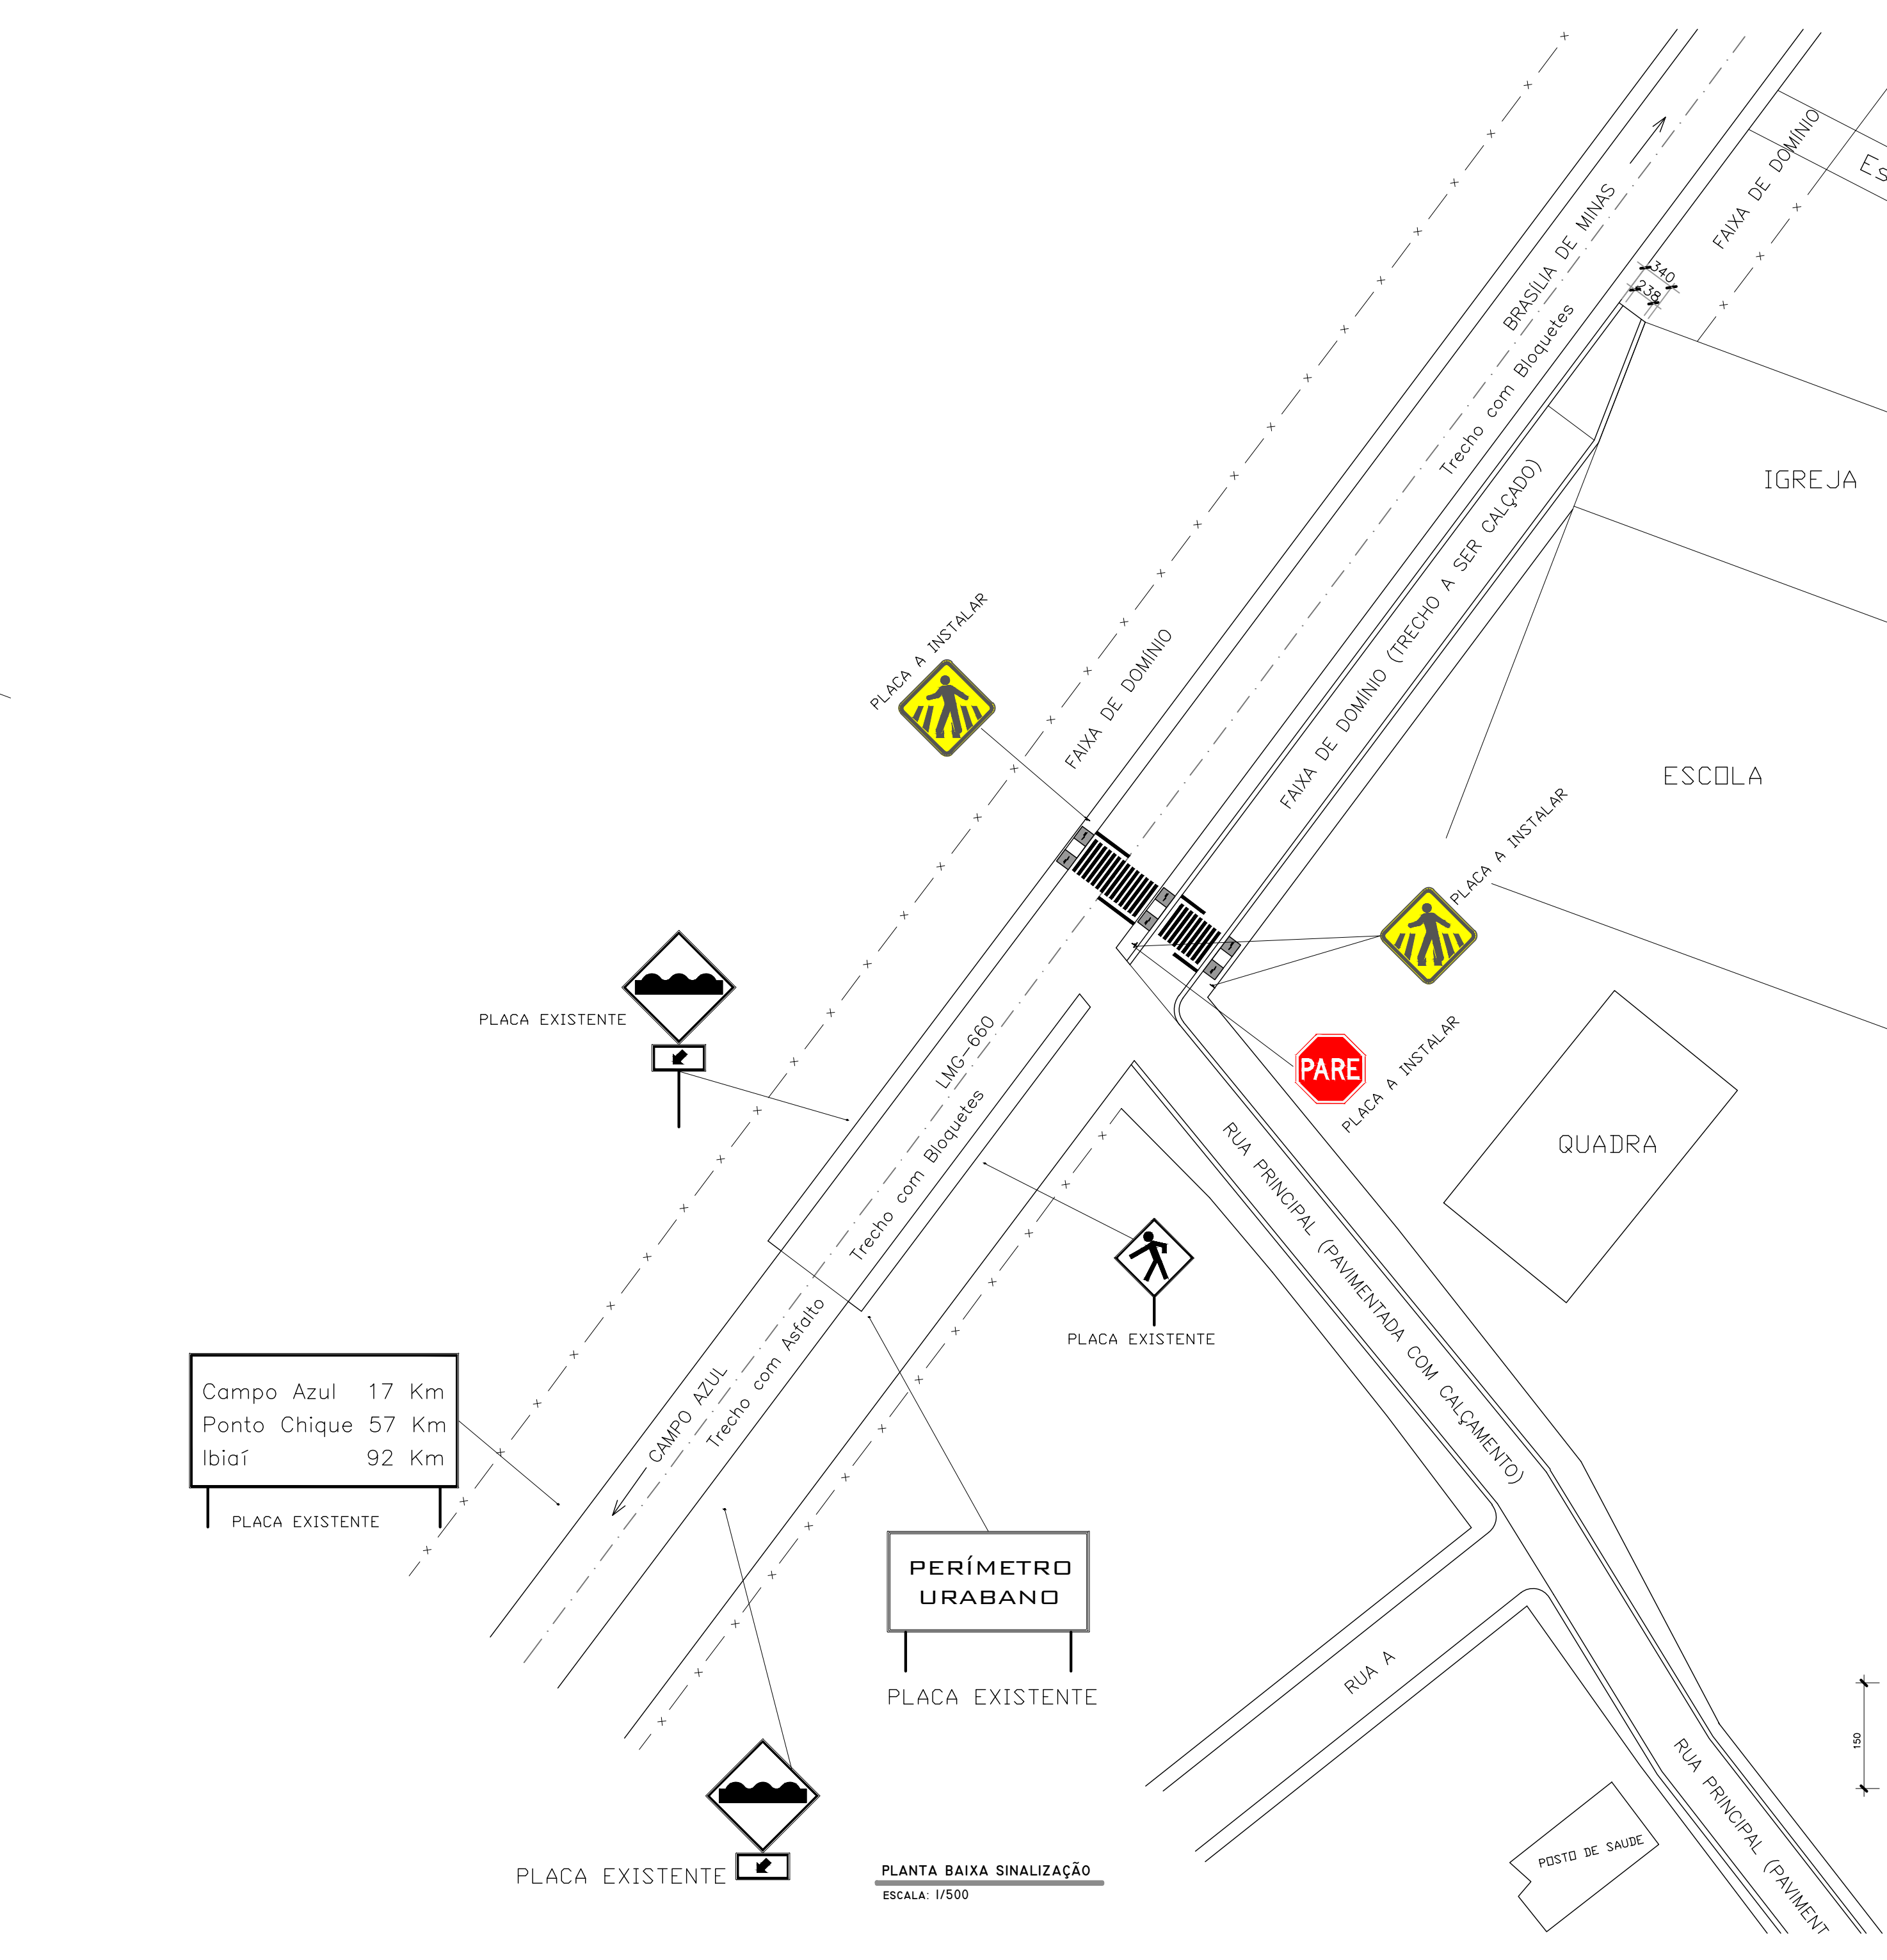 FAIXA DE DOMÍNIO
Es
BRASÍLIA DE MINAS
340
238
Trecho com Bloquetes
IGREJA
FAIXA DE DOMÍNIO (TRECHO A SER CALÇADO)
PLACA A INSTALAR
FAIXA DE DOMÍNIO
ESCOLA
PLACA A INSTALAR
PLACA EXISTENTE
LMG-660
Trecho com Bloquetes
PARE
PLACA A INSTALAR
QUADRA
RUA PRINCIPAL (PAVIMENTADA COM CALÇAMENTO)
PLACA EXISTENTE
Campo Azul 17 Km
Ponto Chique 57 Km
Ibiaí 92 Km
PLACA EXISTENTE
CAMPO AZUL
Trecho com Asfalto
PERÍMETRO
URABANO
PLACA EXISTENTE
RUA A
150
RUA PRINCIPAL (PAVIMENT
POSTO DE SAUDE
PLACA EXISTENTE
PLANTA BAIXA SINALIZAÇÃO
ESCALA: 1/500